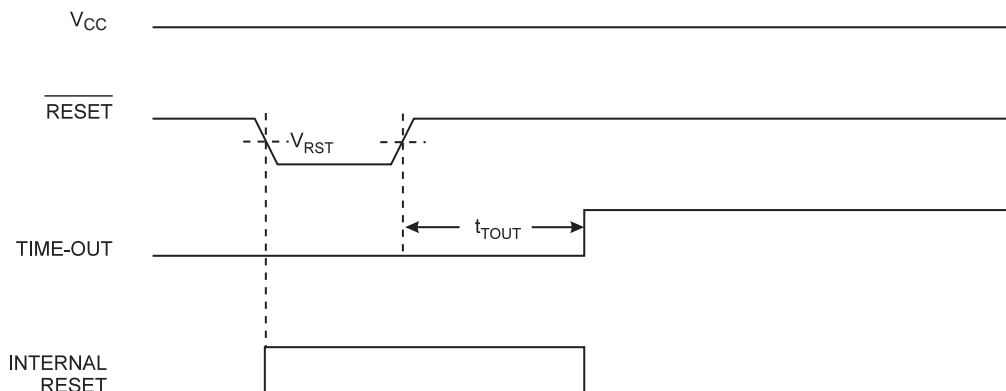 VCC
RESET
VRST
tTOUT
TIME-OUT
INTERNAL
RESET